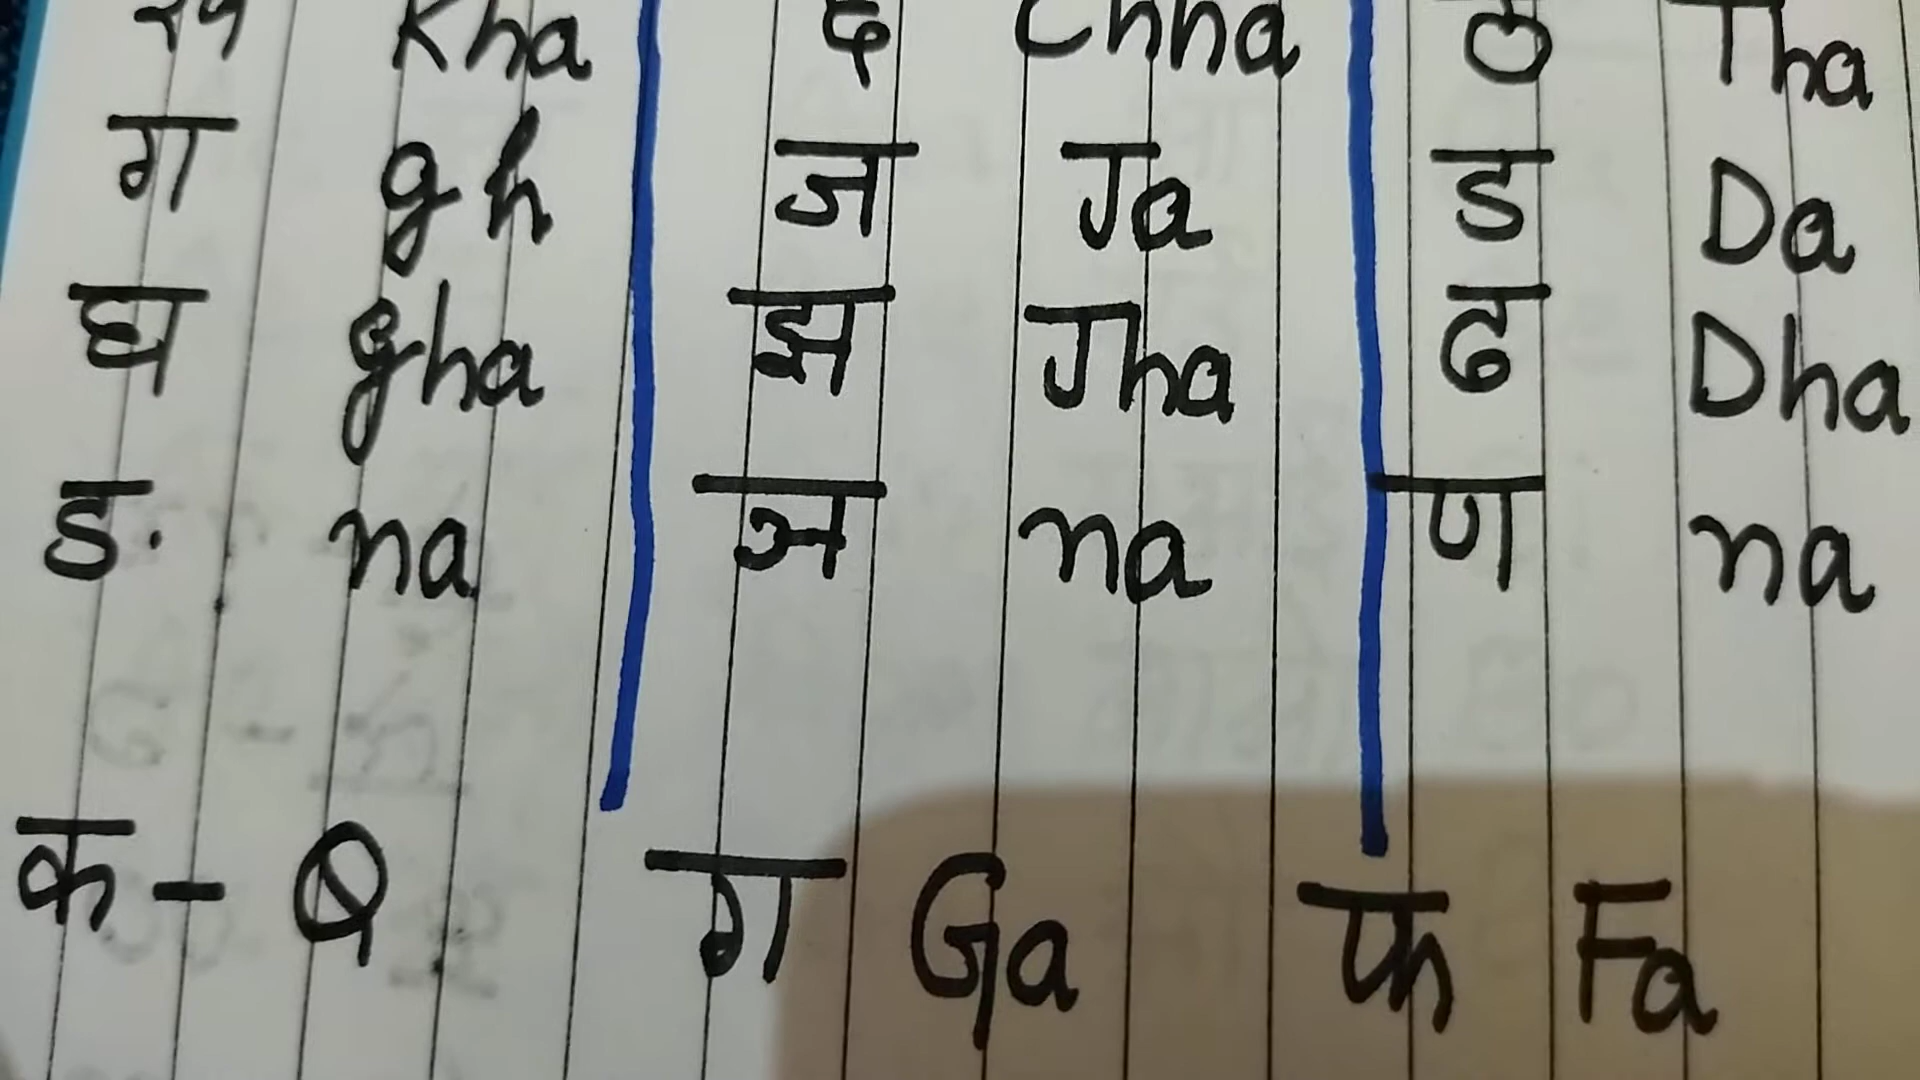 ख Kha छ Chha ठ Tha
ग gh ज Ja ड Da
घ gha झ Jha ढ Dha
ङ na ञ na ण na
क - Q ग Ga फ Fa